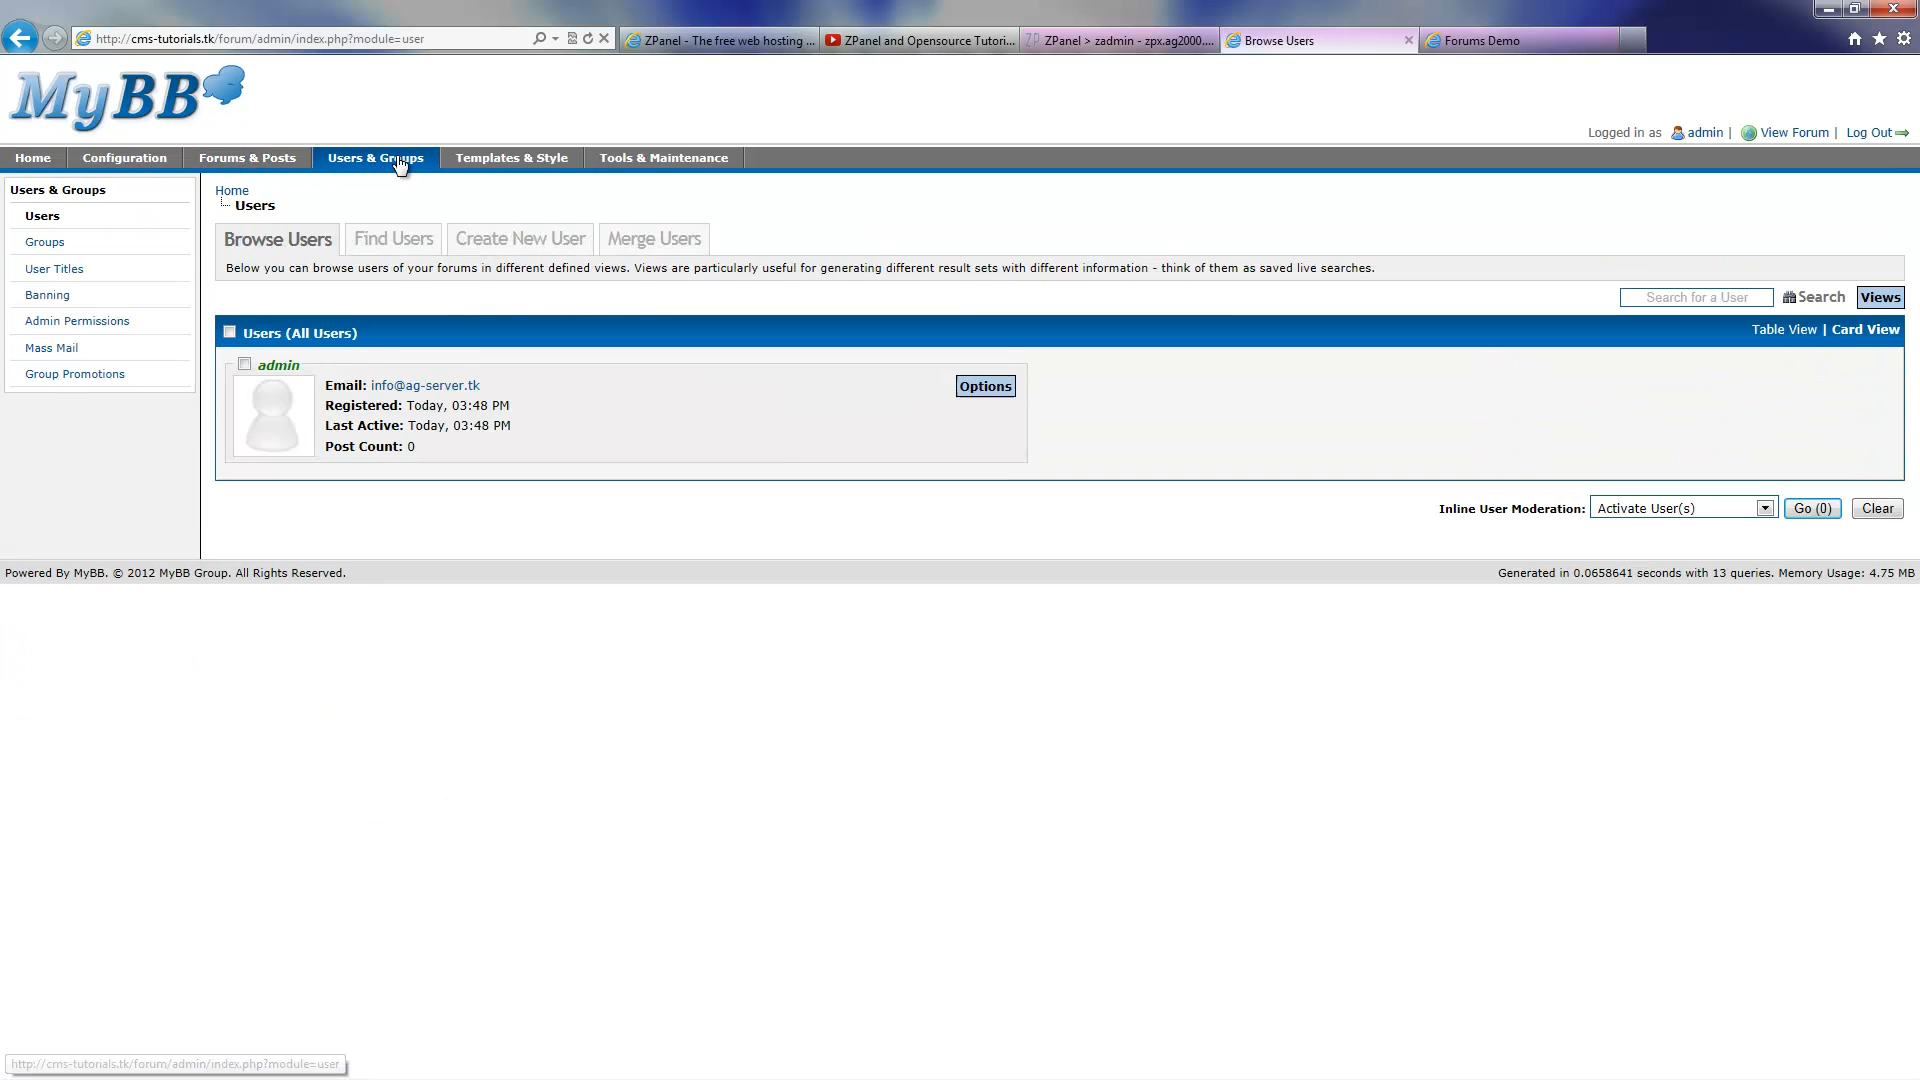 http://cms-tutorials.tk/forum/admin/index.php?module=user
ZPanel - The free web hosting ...
ZPanel and Opensource Tutori...
ZPanel > zadmin - zpx.ag2000....
Browse Users
Forums Demo
MyBB
Logged in as admin | View Forum | Log Out
Home
Configuration
Forums & Posts
Users & Groups
Templates & Style
Tools & Maintenance
Users & Groups
Users
Groups
User Titles
Banning
Admin Permissions
Mass Mail
Group Promotions
Home
Users
Browse Users
Find Users
Create New User
Merge Users
Below you can browse users of your forums in different defined views. Views are particularly useful for generating different result sets with different information - think of them as saved live searches.
Search for a User
Search
Views
Users (All Users)
Table View | Card View
admin
Email: info@ag-server.tk
Options
Registered: Today, 03:48 PM
Last Active: Today, 03:48 PM
Post Count: 0
Inline User Moderation: Activate User(s) Go (0) Clear
Powered By MyBB. © 2012 MyBB Group. All Rights Reserved.
Generated in 0.0658641 seconds with 13 queries. Memory Usage: 4.75 MB
http://cms-tutorials.tk/forum/admin/index.php?module=user